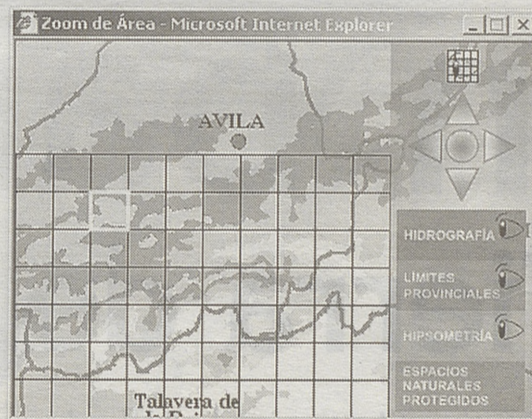 Zoom de Área - Microsoft Internet Explorer
AVILA
HIDROGRAFÍA
LÍMITES
PROVINCIALES
HIPSOMETRÍA
ESPACIOS
NATURALES
PROTEGIDOS
Talavera de